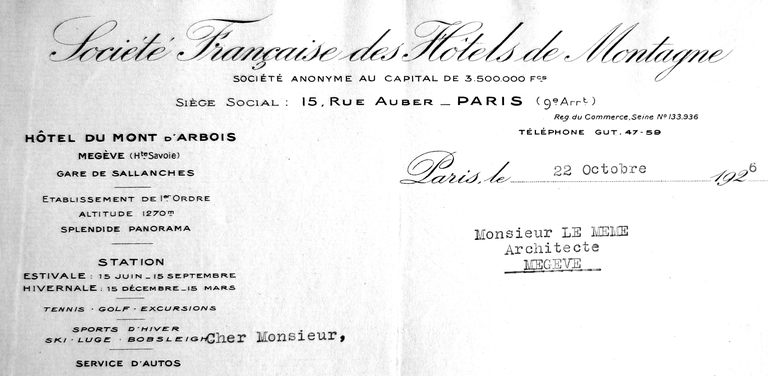 Société Française des Hôtels de Montagne
SOCIÉTÉ ANONYME AU CAPITAL DE 3.500.000 Fcs
SIÈGE SOCIAL : 15, RUE AUBER _ PARIS (9e Arrt)
Reg du Commerce, Seine No 133.936
TÉLÉPHONE GUT. 47-59
HÔTEL DU MONT D'ARBOIS
MEGÈVE (Hte Savoie)
GARE DE SALLANCHES
Paris, le 22 Octobre 1926
ETABLISSEMENT DE 1er ORDRE
ALTITUDE 1270m
SPLENDIDE PANORAMA
Monsieur LE MEME
Architecte
MEGEVE
STATION
ESTIVALE : 15 JUIN _ 15 SEPTEMBRE
HIVERNALE : 15 DÉCEMBRE _ 15 MARS
TENNIS · GOLF · EXCURSIONS
SPORTS D'HIVER
SKI · LUGE · BOBSLEIGH
Cher Monsieur,
SERVICE D'AUTOS